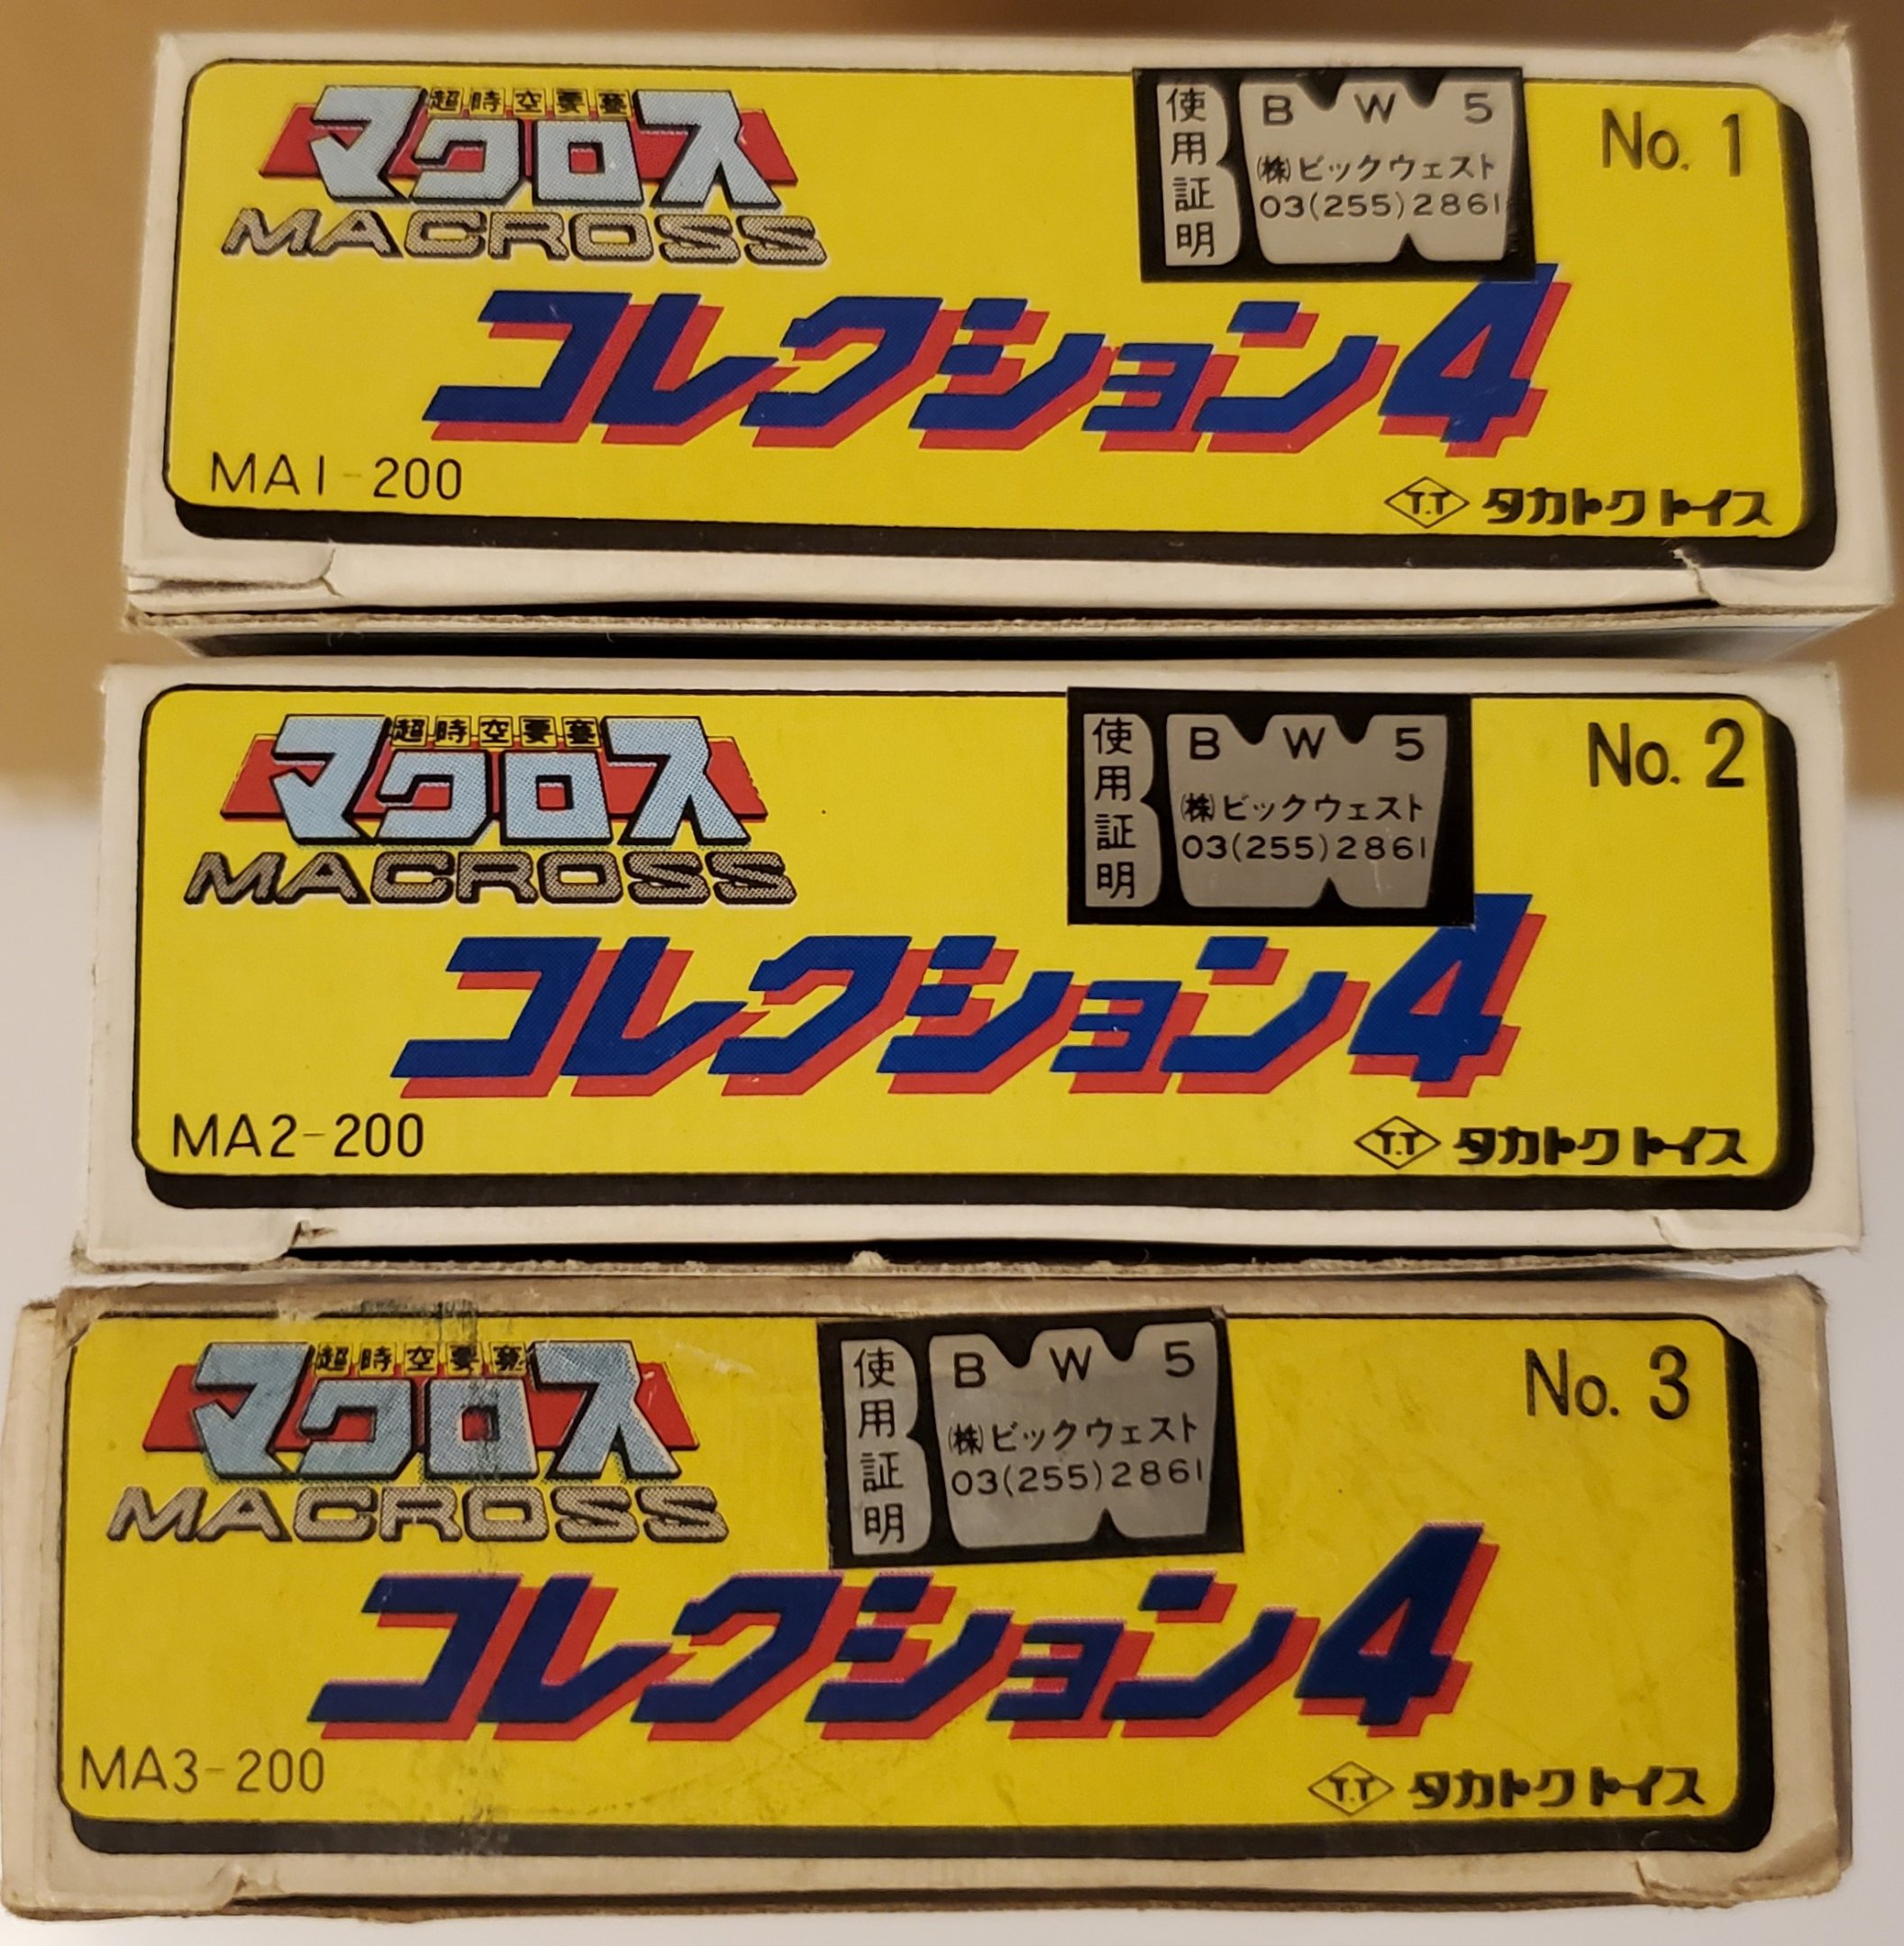 超時空要塞
マクロス
MACROSS
使用証明
B W 5
㈱ビックウェスト
03(255)2861
No. 1
コレクション4
MA1-200
T.T タカトクトイス
超時空要塞
マクロス
MACROSS
使用証明
B W 5
㈱ビックウェスト
03(255)2861
No. 2
コレクション4
MA2-200
T.T タカトクトイス
超時空要塞
マクロス
MACROSS
使用証明
B W 5
㈱ビックウェスト
03(255)2861
No. 3
コレクション4
MA3-200
T.T タカトクトイス